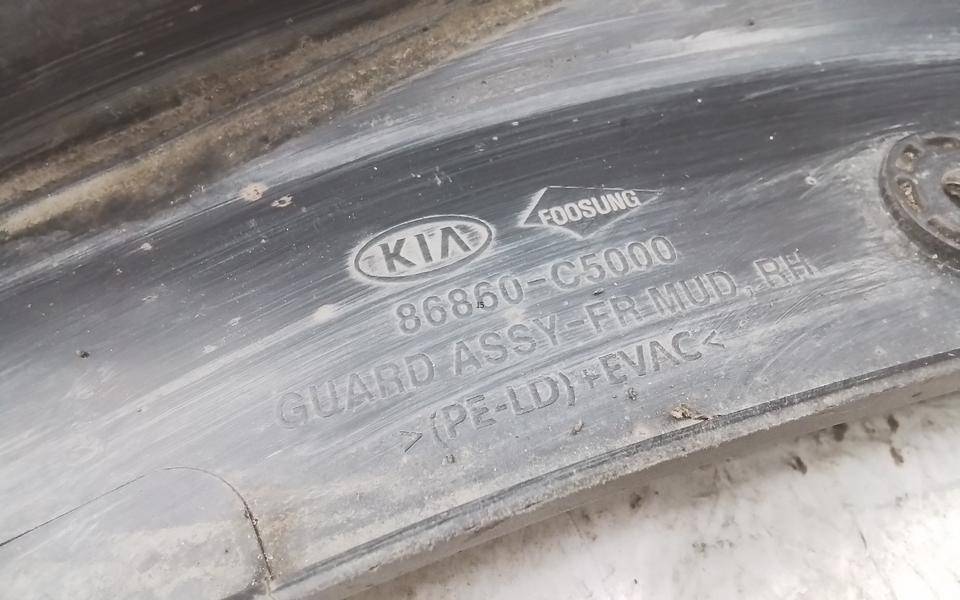 KIA FOOSUNG
86860-C5000
GUARD ASSY-FR MUD, RH
>(PE-LD)+EVAC<